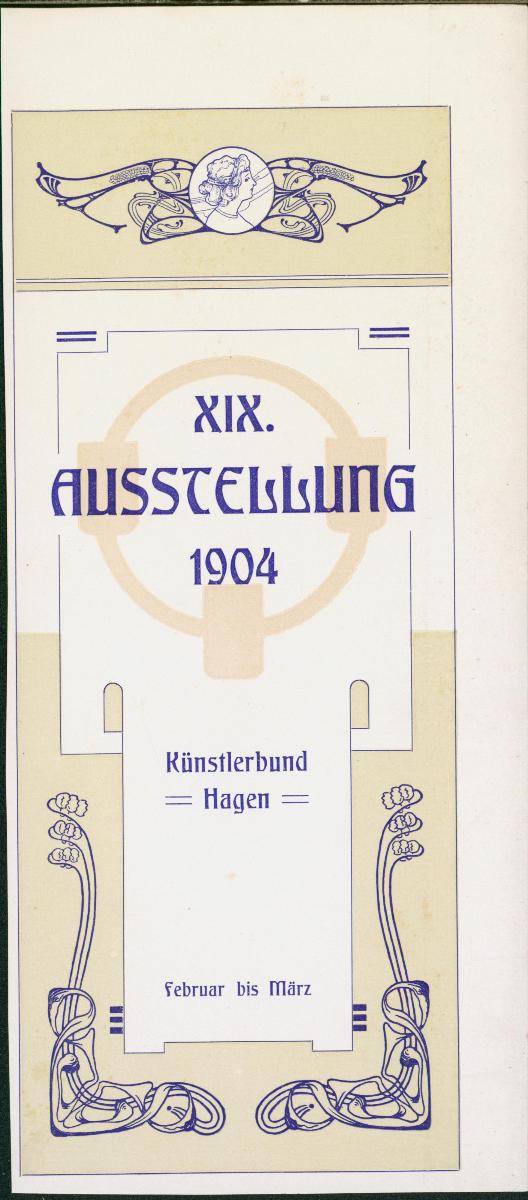 XIX.
AUSSTELLUNG
1904
Künstlerbund
Hagen
Februar bis März